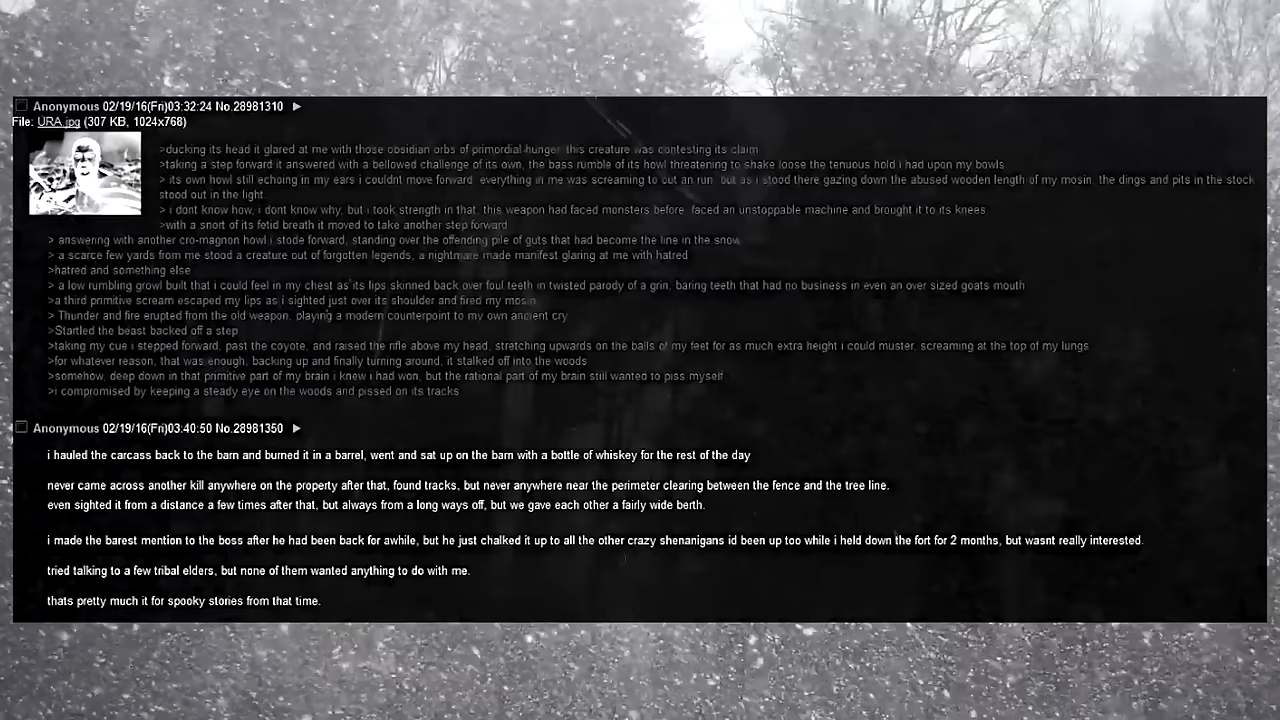 Anonymous 02/19/16(Fri)03:32:24 No.28981310 ▶
File: URA.jpg (307 KB, 1024x768)
>ducking its head it glared at me with those obsidian orbs of primordial hunger, this creature was contesting its claim
>taking a step forward it answered with a bellowed challenge of its own, the bass rumble of its howl threatening to shake loose the tenuous hold i had upon my bowls
> its own howl still echoing in my ears i couldnt move forward, everything in me was screaming to cut an run, but as i stood there gazing down the abused wooden length of my mosin, the dings and pits in the stock
stood out in the light.
> i dont know how, i dont know why, but i took strength in that, this weapon had faced monsters before, faced an unstoppable machine and brought it to its knees
>with a snort of its fetid breath it moved to take another step forward
> answering with another cro-magnon howl i stode forward, standing over the offending pile of guts that had become the line in the snow
> a scarce few yards from me stood a creature out of forgotten legends, a nightmare made manifest glaring at me with hatred
>hatred and something else
> a low rumbling growl built that i could feel in my chest as its lips skinned back over foul teeth in twisted parody of a grin, baring teeth that had no business in even an over sized goats mouth
>a third primitive scream escaped my lips as i sighted just over its shoulder and fired my mosin
> Thunder and fire erupted from the old weapon, playing a modern counterpoint to my own ancient cry
>Startled the beast backed off a step
>taking my cue i stepped forward, past the coyote, and raised the rifle above my head, stretching upwards on the balls of my feet for as much extra height i could muster, screaming at the top of my lungs
>for whatever reason, that was enough, backing up and finally turning around, it stalked off into the woods
>somehow, deep down in that primitive part of my brain i knew i had won, but the rational part of my brain still wanted to piss myself
>i compromised by keeping a steady eye on the woods and pissed on its tracks
Anonymous 02/19/16(Fri)03:40:50 No.28981350 ▶
i hauled the carcass back to the barn and burned it in a barrel, went and sat up on the barn with a bottle of whiskey for the rest of the day
never came across another kill anywhere on the property after that, found tracks, but never anywhere near the perimeter clearing between the fence and the tree line.
even sighted it from a distance a few times after that, but always from a long ways off, but we gave each other a fairly wide berth.
i made the barest mention to the boss after he had been back for awhile, but he just chalked it up to all the other crazy shenanigans id been up too while i held down the fort for 2 months, but wasnt really interested.
tried talking to a few tribal elders, but none of them wanted anything to do with me.
thats pretty much it for spooky stories from that time.